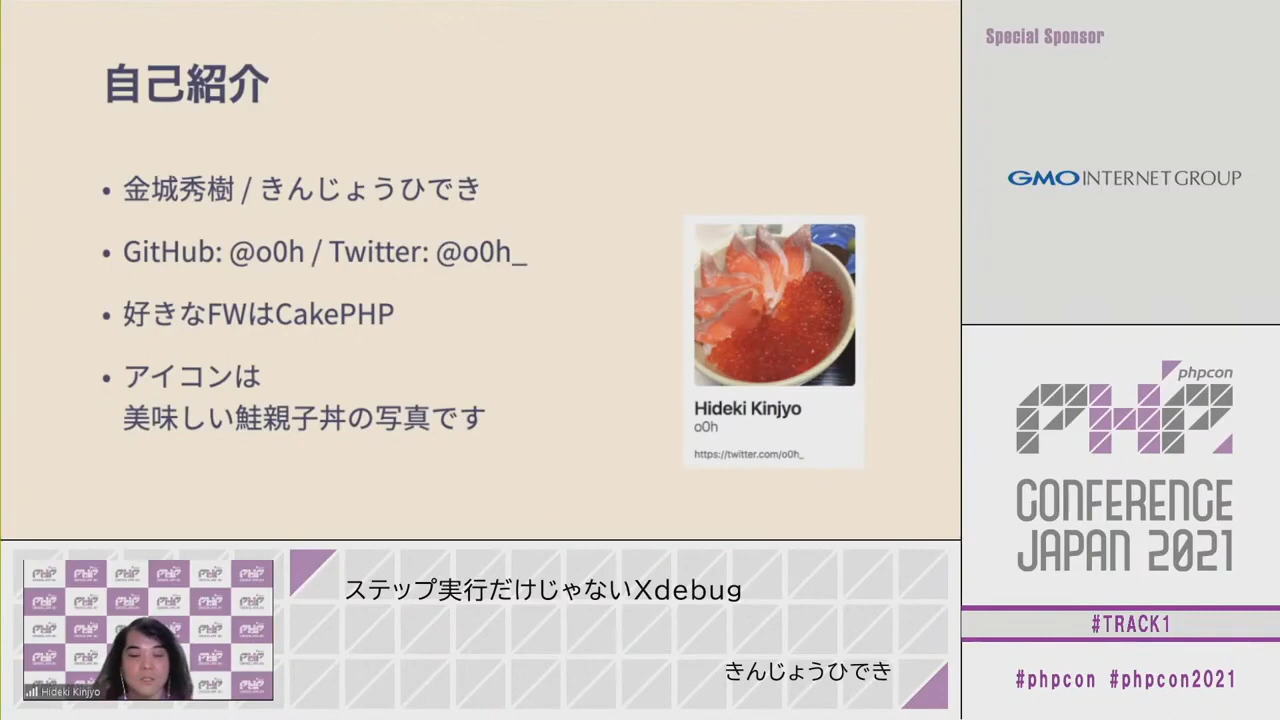 自己紹介
• 金城秀樹 / きんじょうひでき
• GitHub: @o0h / Twitter: @o0h_
• 好きなFWはCakePHP
• アイコンは
美味しい鮭親子丼の写真です
Hideki Kinjyo
o0h
https://twitter.com/o0h_
Hideki Kinjyo
ステップ実行だけじゃないXdebug
きんじょうひでき
Special Sponsor
GMO INTERNET GROUP
phpcon
PHP
CONFERENCE
JAPAN 2021
#TRACK1
#phpcon #phpcon2021